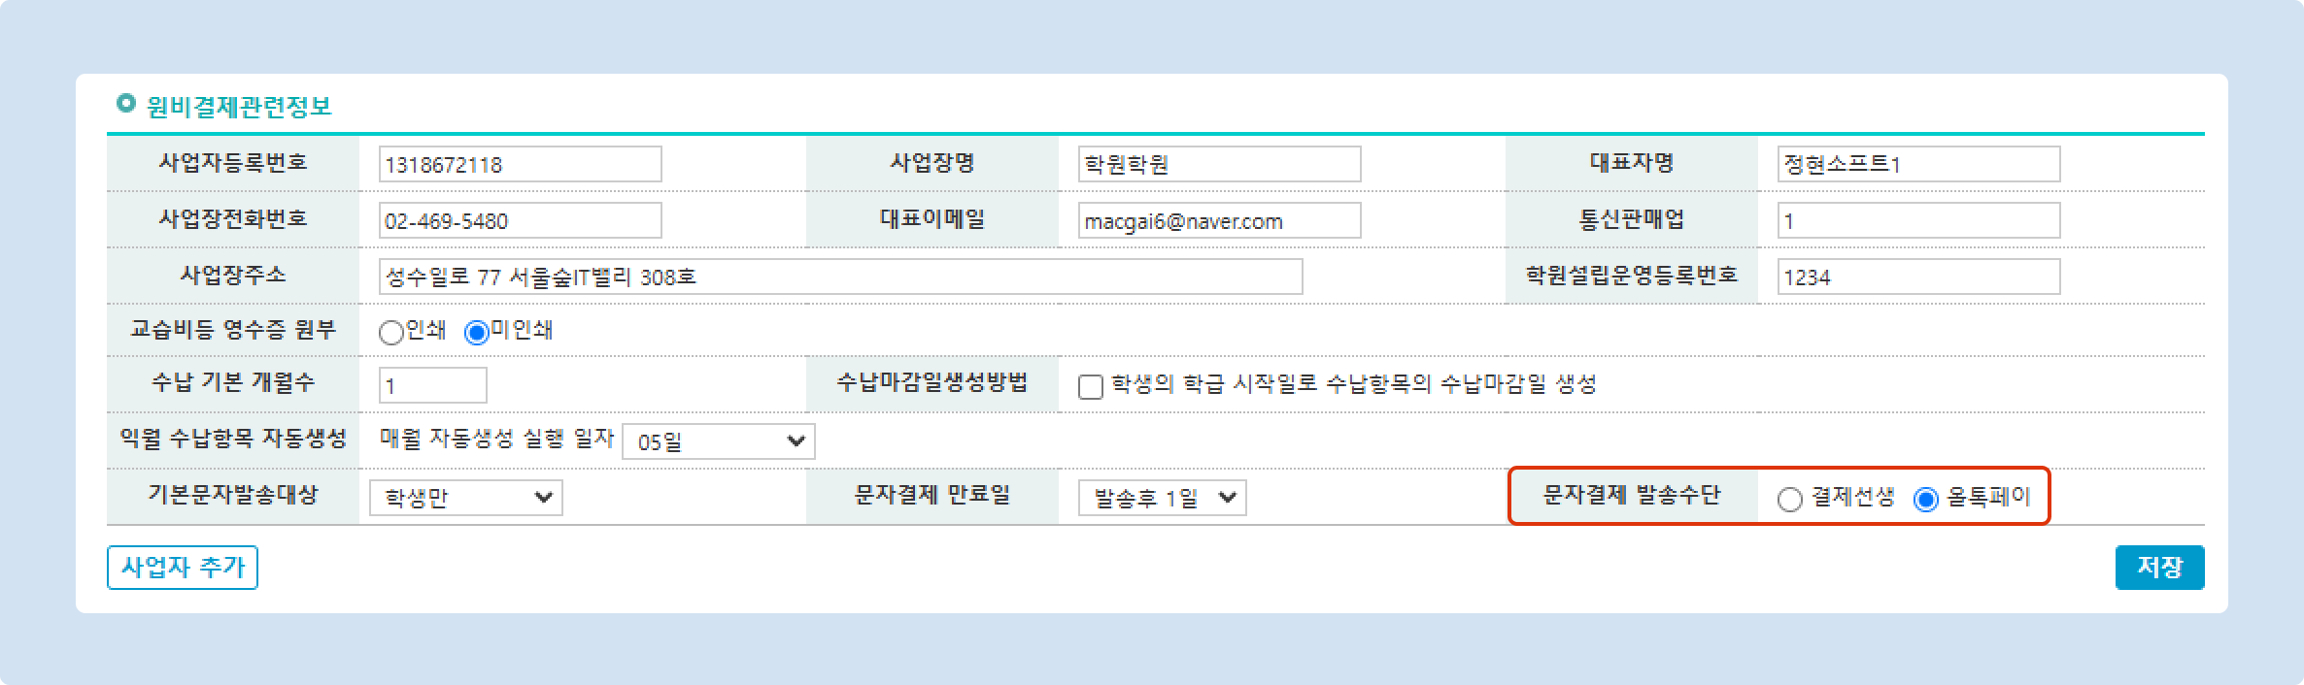 원비결제관련정보
사업자등록번호 1318672118 사업장명 학원학원 대표자명 정현소프트1
사업장전화번호 02-469-5480 대표이메일 macgai6@naver.com 통신판매업 1
사업장주소 성수일로 77 서울숲IT밸리 308호 학원설립운영등록번호 1234
교습비등 영수증 원부 인쇄 미인쇄
수납 기본 개월수 1 수납마감일생성방법 학생의 학급 시작일로 수납항목의 수납마감일 생성
익월 수납항목 자동생성 매월 자동생성 실행 일자 05일
기본문자발송대상 학생만 문자결제 만료일 발송후 1일 문자결제 발송수단 결제선생 올톡페이
사업자 추가 저장